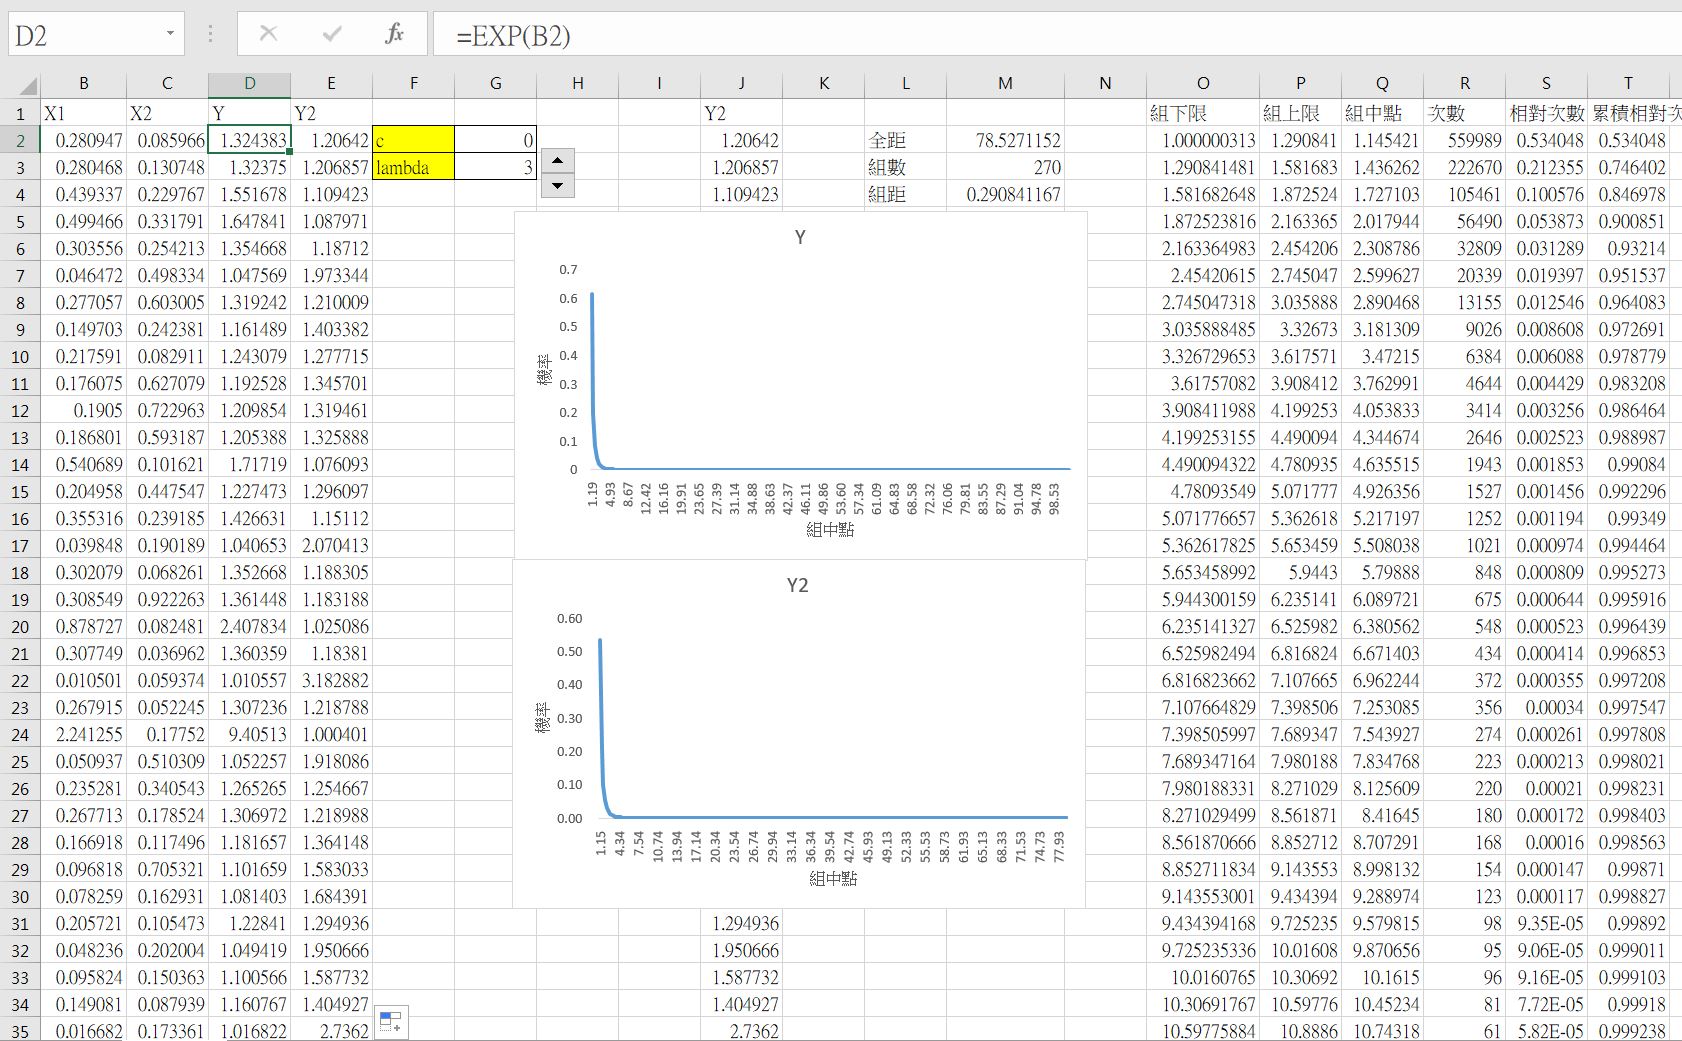 D2 fx =EXP(B2)
B C D E F G H I J K L M N O P Q R S T
1 X1 X2 Y Y2 Y2 組下限 組上限 組中點 次數 相對次數 累積相對次
2 0.280947 0.085966 1.324383 1.20642 c 0 1.20642 全距 78.5271152 1.000000313 1.290841 1.145421 559989 0.534048 0.534048
3 0.280468 0.130748 1.32375 1.206857 lambda 3 1.206857 組數 270 1.290841481 1.581683 1.436262 222670 0.212355 0.746402
4 0.439337 0.229767 1.551678 1.109423 1.109423 組距 0.290841167 1.581682648 1.872524 1.727103 105461 0.100576 0.846978
5 0.499466 0.331791 1.647841 1.087971 1.872523816 2.163365 2.017944 56490 0.053873 0.900851
6 0.303556 0.254213 1.354668 1.18712 2.163364983 2.454206 2.308786 32809 0.031289 0.93214
7 0.046472 0.498334 1.047569 1.973344 2.45420615 2.745047 2.599627 20339 0.019397 0.951537
8 0.277057 0.603005 1.319242 1.210009 2.745047318 3.035888 2.890468 13155 0.012546 0.964083
9 0.149703 0.242381 1.161489 1.403382 3.035888485 3.32673 3.181309 9026 0.008608 0.972691
10 0.217591 0.082911 1.243079 1.277715 3.326729653 3.617571 3.47215 6384 0.006088 0.978779
11 0.176075 0.627079 1.192528 1.345701 3.61757082 3.908412 3.762991 4644 0.004429 0.983208
12 0.1905 0.722963 1.209854 1.319461 3.908411988 4.199253 4.053833 3414 0.003256 0.986464
13 0.186801 0.593187 1.205388 1.325888 4.199253155 4.490094 4.344674 2646 0.002523 0.988987
14 0.540689 0.101621 1.71719 1.076093 4.490094322 4.780935 4.635515 1943 0.001853 0.99084
15 0.204958 0.447547 1.227473 1.296097 4.78093549 5.071777 4.926356 1527 0.001456 0.992296
16 0.355316 0.239185 1.426631 1.15112 5.071776657 5.362618 5.217197 1252 0.001194 0.99349
17 0.039848 0.190189 1.040653 2.070413 5.362617825 5.653459 5.508038 1021 0.000974 0.994464
18 0.302079 0.068261 1.352668 1.188305 5.653458992 5.9443 5.79888 848 0.000809 0.995273
19 0.308549 0.922263 1.361448 1.183188 5.944300159 6.235141 6.089721 675 0.000644 0.995916
20 0.878727 0.082481 2.407834 1.025086 6.235141327 6.525982 6.380562 548 0.000523 0.996439
21 0.307749 0.036962 1.360359 1.18381 6.525982494 6.816824 6.671403 434 0.000414 0.996853
22 0.010501 0.059374 1.010557 3.182882 6.816823662 7.107665 6.962244 372 0.000355 0.997208
23 0.267915 0.052245 1.307236 1.218788 7.107664829 7.398506 7.253085 356 0.00034 0.997547
24 2.241255 0.17752 9.40513 1.000401 7.398505997 7.689347 7.543927 274 0.000261 0.997808
25 0.050937 0.510309 1.052257 1.918086 7.689347164 7.980188 7.834768 223 0.000213 0.998021
26 0.235281 0.340543 1.265265 1.254667 7.980188331 8.271029 8.125609 220 0.00021 0.998231
27 0.267713 0.178524 1.306972 1.218988 8.271029499 8.561871 8.41645 180 0.000172 0.998403
28 0.166918 0.117496 1.181657 1.364148 8.561870666 8.852712 8.707291 168 0.00016 0.998563
29 0.096818 0.705321 1.101659 1.583033 8.852711834 9.143553 8.998132 154 0.000147 0.99871
30 0.078259 0.162931 1.081403 1.684391 9.143553001 9.434394 9.288974 123 0.000117 0.998827
31 0.205721 0.105473 1.22841 1.294936 1.294936 9.434394168 9.725235 9.579815 98 9.35E-05 0.99892
32 0.048236 0.202004 1.049419 1.950666 1.950666 9.725235336 10.01608 9.870656 95 9.06E-05 0.999011
33 0.095824 0.150363 1.100566 1.587732 1.587732 10.0160765 10.30692 10.1615 96 9.16E-05 0.999103
34 0.149081 0.087939 1.160767 1.404927 1.404927 10.30691767 10.59776 10.45234 81 7.72E-05 0.99918
35 0.016682 0.173361 1.016822 2.7362 2.7362 10.59775884 10.8886 10.74318 61 5.82E-05 0.999238
Y
機率
0.7
0.6
0.5
0.4
0.3
0.2
0.1
0
1.19 4.93 8.67 12.42 16.16 19.91 23.65 27.39 31.14 34.88 38.63 42.37 46.11 49.86 53.60 57.34 61.09 64.83 68.58 72.32 76.06 79.81 83.55 87.29 91.04 94.78 98.53
組中點
Y2
機率
0.60
0.50
0.40
0.30
0.20
0.10
0.00
1.15 4.34 7.54 10.74 13.94 17.14 20.34 23.54 26.74 29.94 33.14 36.34 39.54 42.74 45.93 49.13 52.33 55.53 58.73 61.93 65.13 68.33 71.53 74.73 77.93
組中點